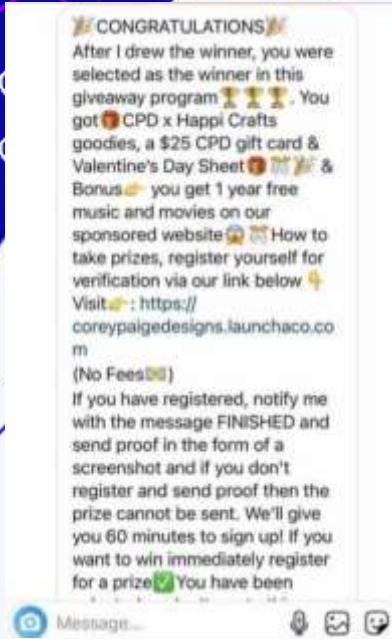 🎉CONGRATULATIONS🎉
After I drew the winner, you were
selected as the winner in this
giveaway program🏆🏆🏆. You
got🎁CPD x Happi Crafts
goodies, a $25 CPD gift card &
Valentine's Day Sheet🎁🎊🎉 &
Bonus👉 you get 1 year free
music and movies on our
sponsored website😱🎊How to
take prizes, register yourself for
verification via our link below👇
Visit👉: https://
coreypaigedesigns.launchaco.co
m
(No Fees💵)
If you have registered, notify me
with the message FINISHED and
send proof in the form of a
screenshot and if you don't
register and send proof then the
prize cannot be sent. We'll give
you 60 minutes to sign up! If you
want to win immediately register
for a prize✅You have been
Message...